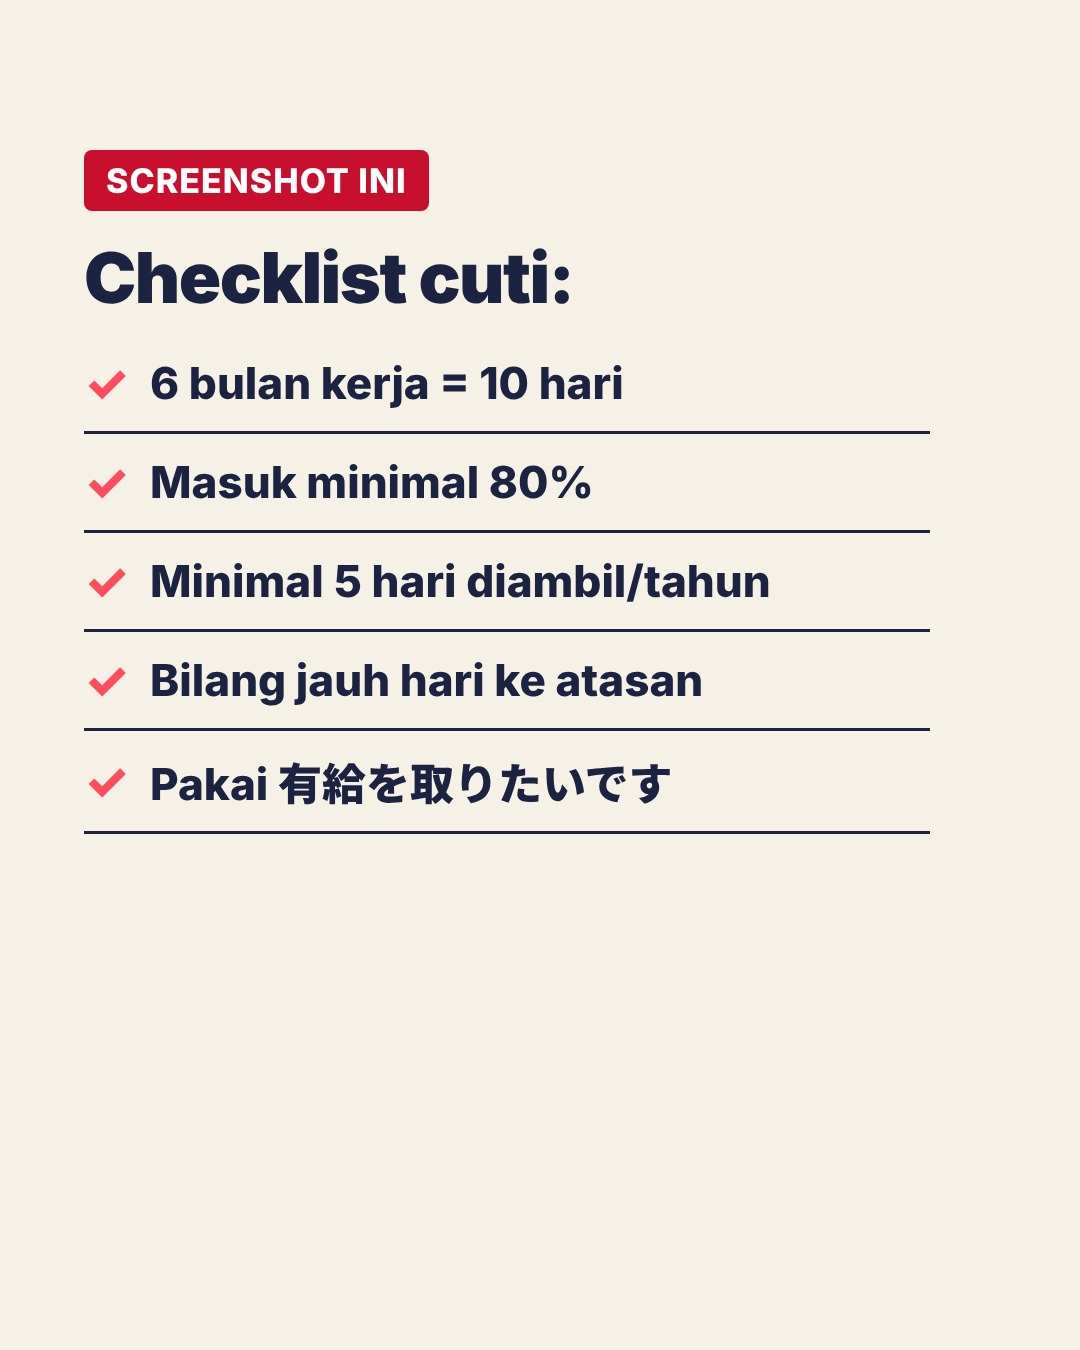 SCREENSHOT INI
Checklist cuti:
6 bulan kerja = 10 hari
Masuk minimal 80%
Minimal 5 hari diambil/tahun
Bilang jauh hari ke atasan
Pakai 有給を取りたいです